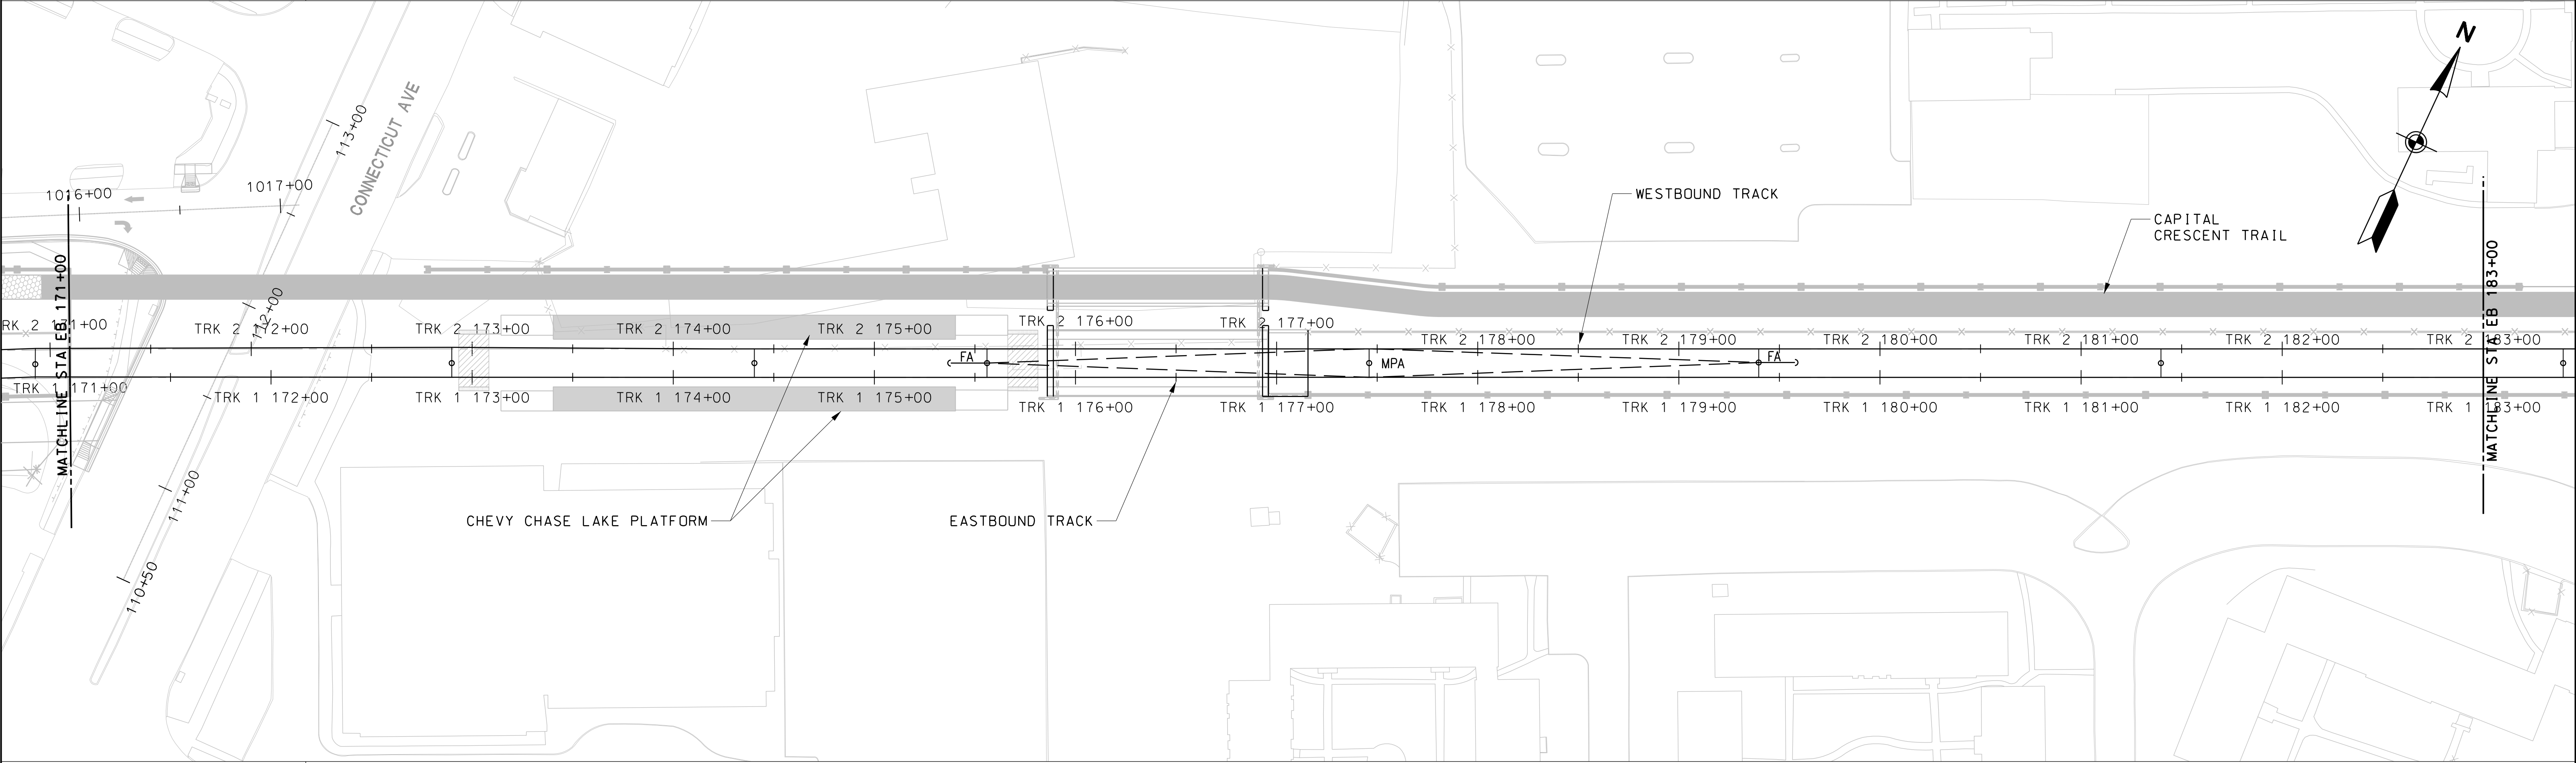 N
113+00
CONNECTICUT AVE
1016+00
1017+00
WESTBOUND TRACK
CAPITAL
CRESCENT TRAIL
MATCHLINE STA EB 171+00
112+00
MATCHLINE STA EB 183+00
RK 2 171+00
TRK 2 172+00
TRK 2 173+00
TRK 2 174+00
TRK 2 175+00
TRK 2 176+00
TRK 2 177+00
TRK 2 178+00
TRK 2 179+00
TRK 2 180+00
TRK 2 181+00
TRK 2 182+00
TRK 2 183+00
FA
MPA
FA
TRK 1 171+00
TRK 1 172+00
TRK 1 173+00
TRK 1 174+00
TRK 1 175+00
TRK 1 176+00
TRK 1 177+00
TRK 1 178+00
TRK 1 179+00
TRK 1 180+00
TRK 1 181+00
TRK 1 182+00
TRK 1 183+00
111+00
CHEVY CHASE LAKE PLATFORM
EASTBOUND TRACK
110+50